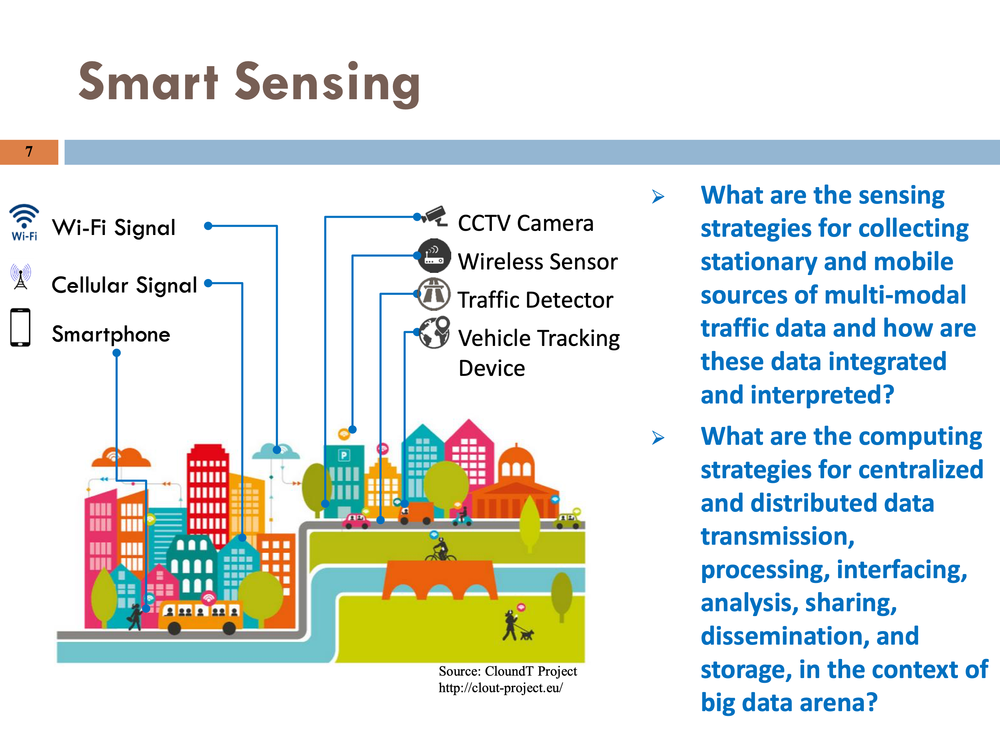 Smart Sensing
7
Wi-Fi
Wi-Fi Signal
Cellular Signal
Smartphone
CCTV Camera
Wireless Sensor
Traffic Detector
Vehicle Tracking
Device
P
Source: CloundT Project
http://clout-project.eu/
What are the sensing
strategies for collecting
stationary and mobile
sources of multi-modal
traffic data and how are
these data integrated
and interpreted?
What are the computing
strategies for centralized
and distributed data
transmission,
processing, interfacing,
analysis, sharing,
dissemination, and
storage, in the context of
big data arena?